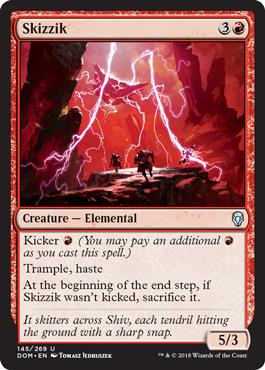 Skizzik 3
Creature — Elemental
Kicker (You may pay an additional
as you cast this spell.)
Trample, haste
At the beginning of the end step, if
Skizzik wasn't kicked, sacrifice it.
It skitters across Shiv, each tendril hitting
the ground with a sharp snap.
5/3
145/269 U
DOM • EN Tomasz Jedruszek
™ & © 2018 Wizards of the Coast